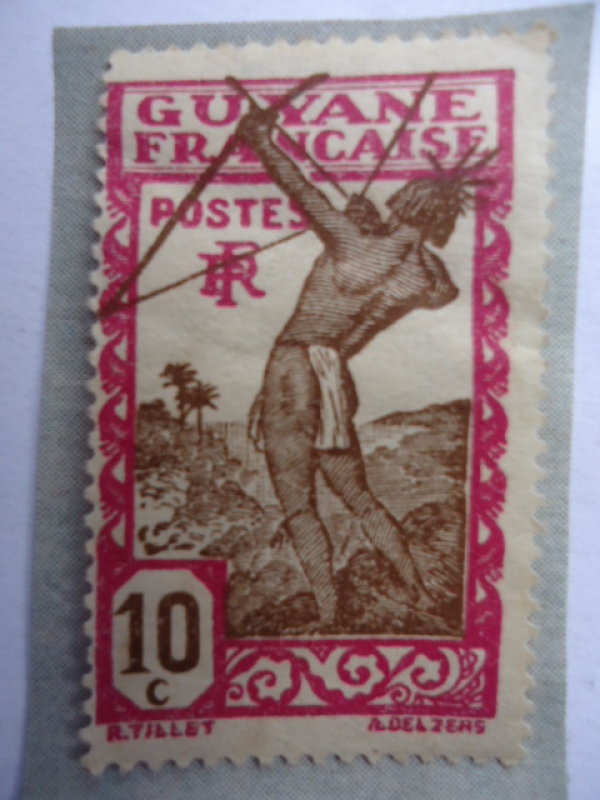 GUYANE
FRANCAISE
POSTES
RF
10
C
R.TILLET A.DELZERS